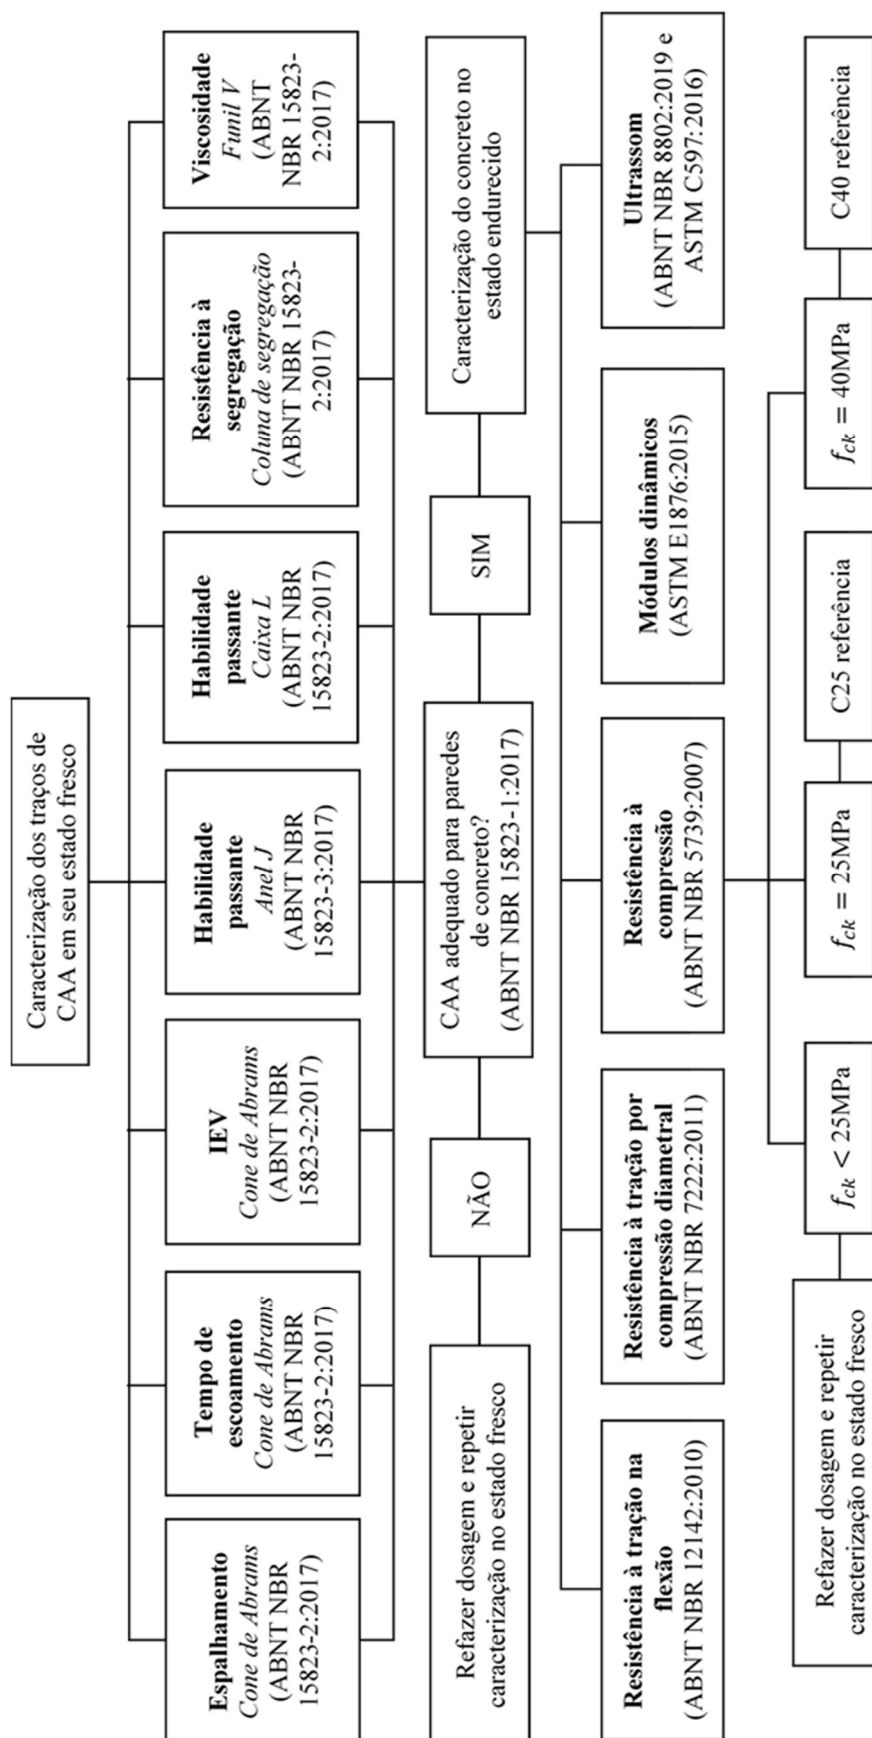 Caracterização dos traços de
CAA em seu estado fresco
Espalhamento
Cone de Abrams
(ABNT NBR
15823-2:2017)
Tempo de
escoamento
Cone de Abrams
(ABNT NBR
15823-2:2017)
IEV
Cone de Abrams
(ABNT NBR
15823-2:2017)
Habilidade
passante
Anel J
(ABNT NBR
15823-3:2017)
Habilidade
passante
Caixa L
(ABNT NBR
15823-2:2017)
Resistência à
segregação
Coluna de segregação
(ABNT NBR 15823-
2:2017)
Viscosidade
Funil V
(ABNT
NBR 15823-
2:2017)
Refazer dosagem e repetir
caracterização no estado fresco
NÃO
CAA adequado para paredes
de concreto?
(ABNT NBR 15823-1:2017)
SIM
Caracterização do concreto no
estado endurecido
Resistência à tração na
flexão
(ABNT NBR 12142:2010)
Resistência à tração por
compressão diametral
(ABNT NBR 7222:2011)
Resistência à
compressão
(ABNT NBR 5739:2007)
Módulos dinâmicos
(ASTM E1876:2015)
Ultrassom
(ABNT NBR 8802:2019 e
ASTM C597:2016)
Refazer dosagem e repetir
caracterização no estado fresco
fck < 25MPa
fck = 25MPa
C25 referência
fck = 40MPa
C40 referência